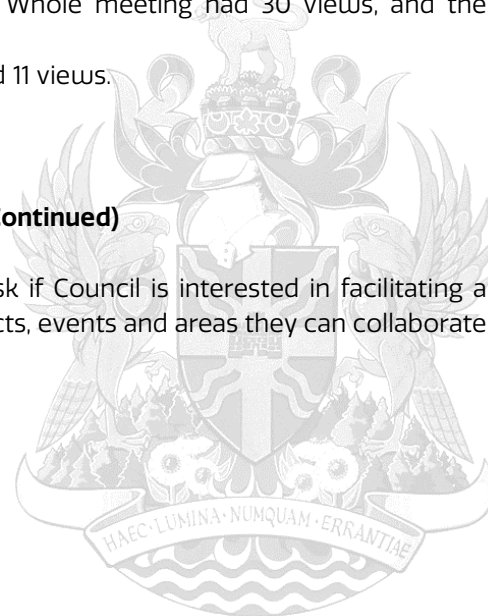 Whole meeting had 30 views, and the
d 11 views.
Continued)
sk if Council is interested in facilitating a
cts, events and areas they can collaborate
HAEC·LUMINA·NUMQUAM·ERRANTIAE